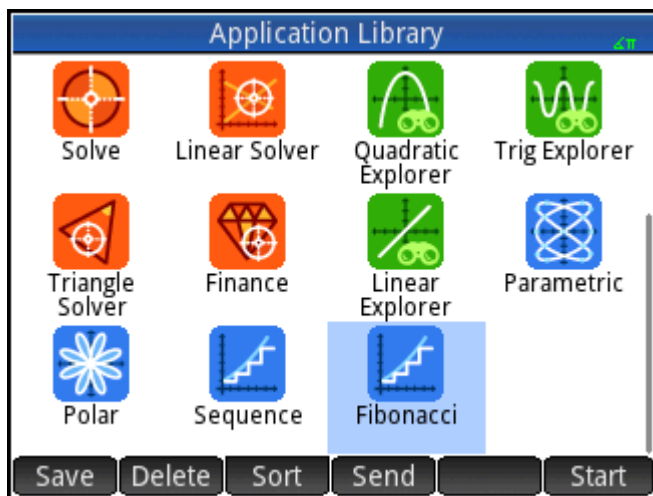 Application Library
∠π
Solve
Linear Solver
Quadratic
Explorer
Trig Explorer
Triangle
Solver
Finance
Linear
Explorer
Parametric
Polar
Sequence
Fibonacci
Save
Delete
Sort
Send
Start